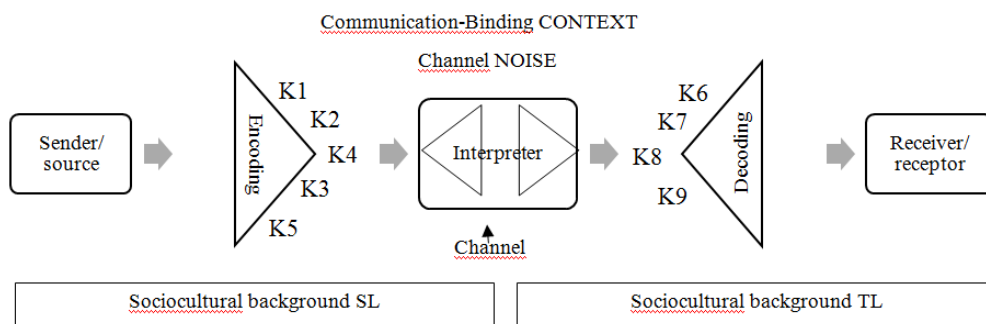 Communication-Binding CONTEXT
Channel NOISE
Sender/
source
Encoding
K1
K2
K4
K3
K5
Interpreter
Channel
K6
K7
K8
K9
Decoding
Receiver/
receptor
Sociocultural background SL
Sociocultural background TL